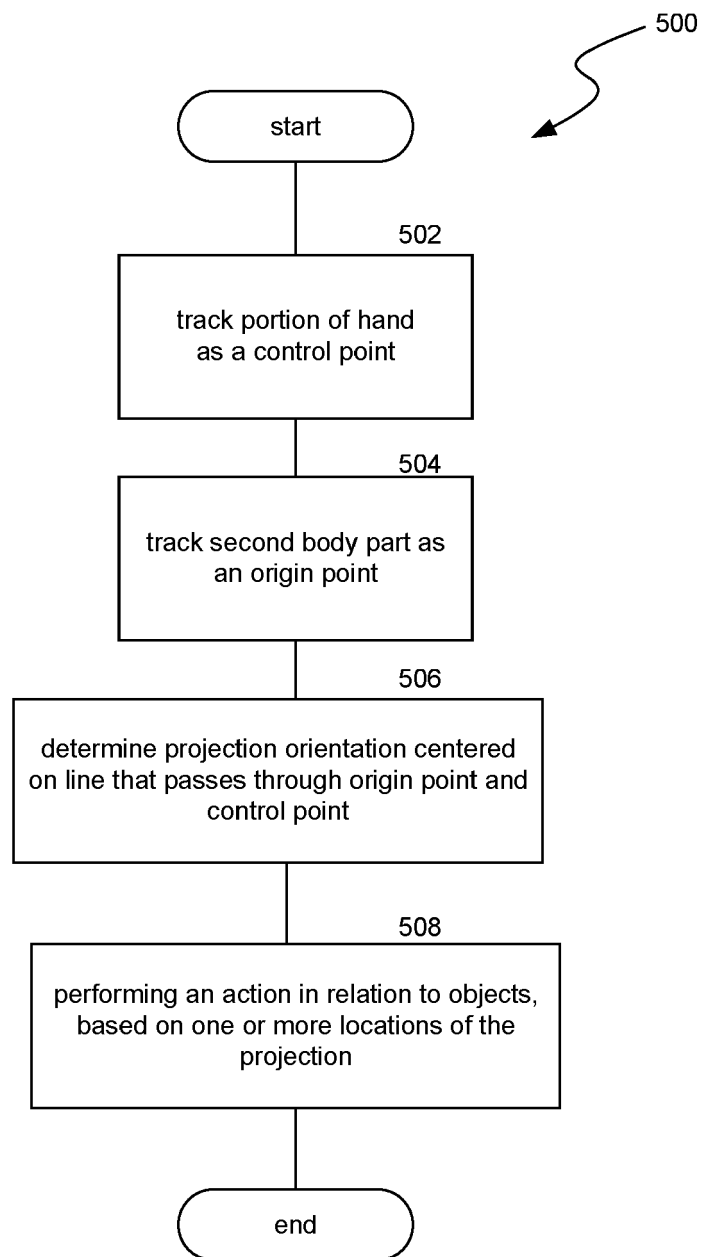 500
start
502
track portion of hand
as a control point
504
track second body part as
an origin point
506
determine projection orientation centered
on line that passes through origin point and
control point
508
performing an action in relation to objects,
based on one or more locations of the
projection
end